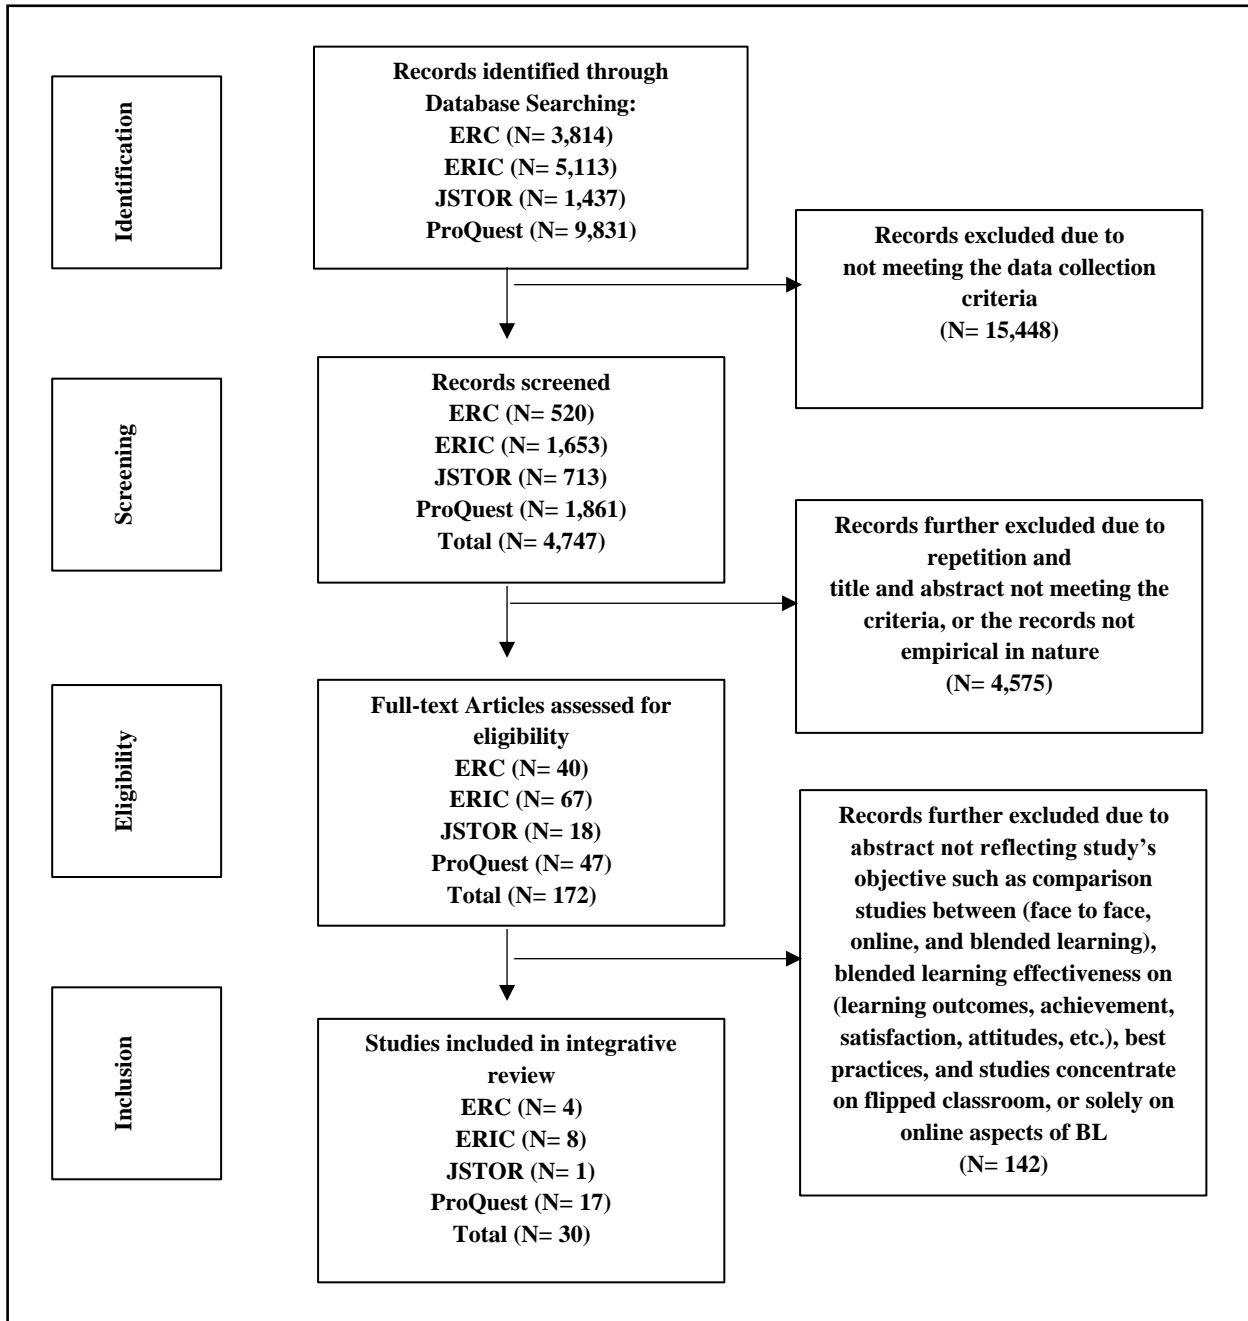 Identification
Records identified through
Database Searching:
ERC (N= 3,814)
ERIC (N= 5,113)
JSTOR (N= 1,437)
ProQuest (N= 9,831)
Records excluded due to
not meeting the data collection
criteria
(N= 15,448)
Screening
Records screened
ERC (N= 520)
ERIC (N= 1,653)
JSTOR (N= 713)
ProQuest (N= 1,861)
Total (N= 4,747)
Records further excluded due to
repetition and
title and abstract not meeting the
criteria, or the records not
empirical in nature
(N= 4,575)
Eligibility
Full-text Articles assessed for
eligibility
ERC (N= 40)
ERIC (N= 67)
JSTOR (N= 18)
ProQuest (N= 47)
Total (N= 172)
Records further excluded due to
abstract not reflecting study’s
objective such as comparison
studies between (face to face,
online, and blended learning),
blended learning effectiveness on
(learning outcomes, achievement,
satisfaction, attitudes, etc.), best
practices, and studies concentrate
on flipped classroom, or solely on
online aspects of BL
(N= 142)
Inclusion
Studies included in integrative
review
ERC (N= 4)
ERIC (N= 8)
JSTOR (N= 1)
ProQuest (N= 17)
Total (N= 30)